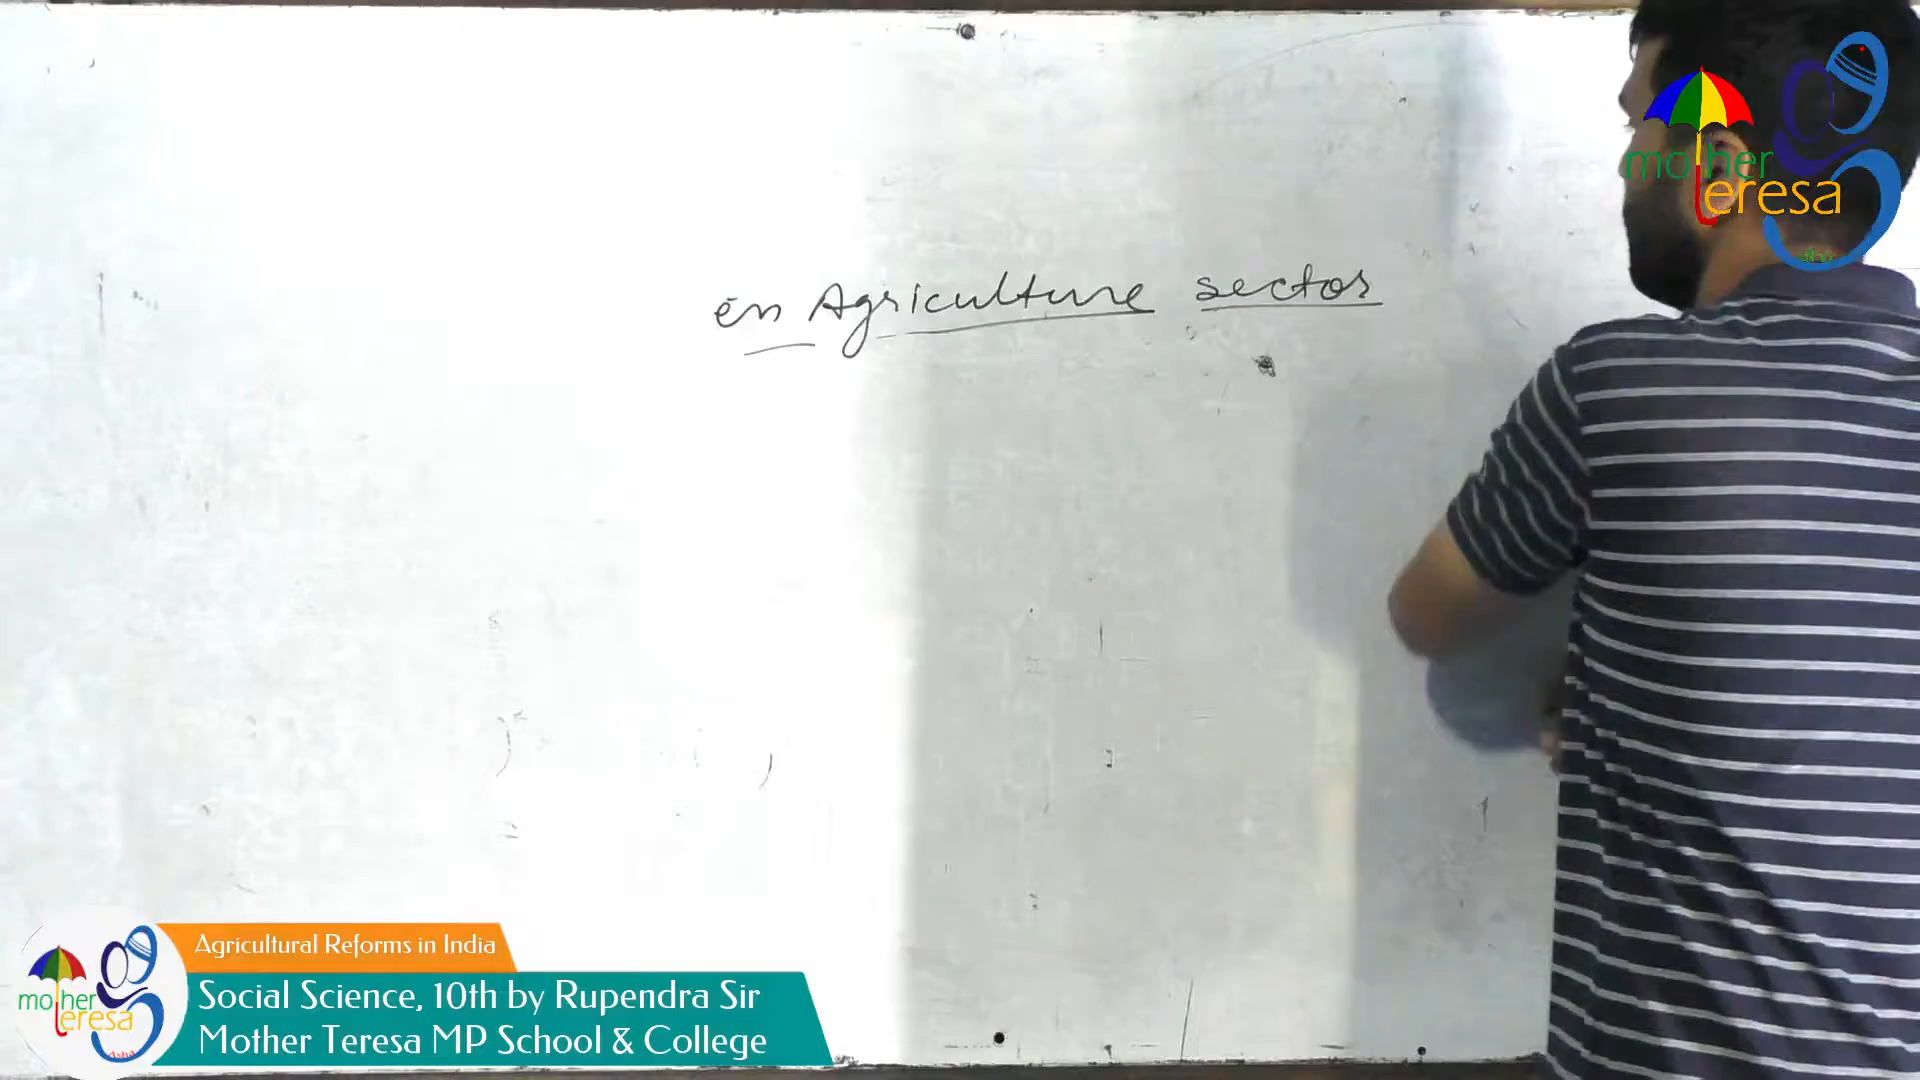 mother
teresa
in Agriculture sector
Agricultural Reforms in India
mother
teresa
Social Science, 10th by Rupendra Sir
Mother Teresa MP School & College